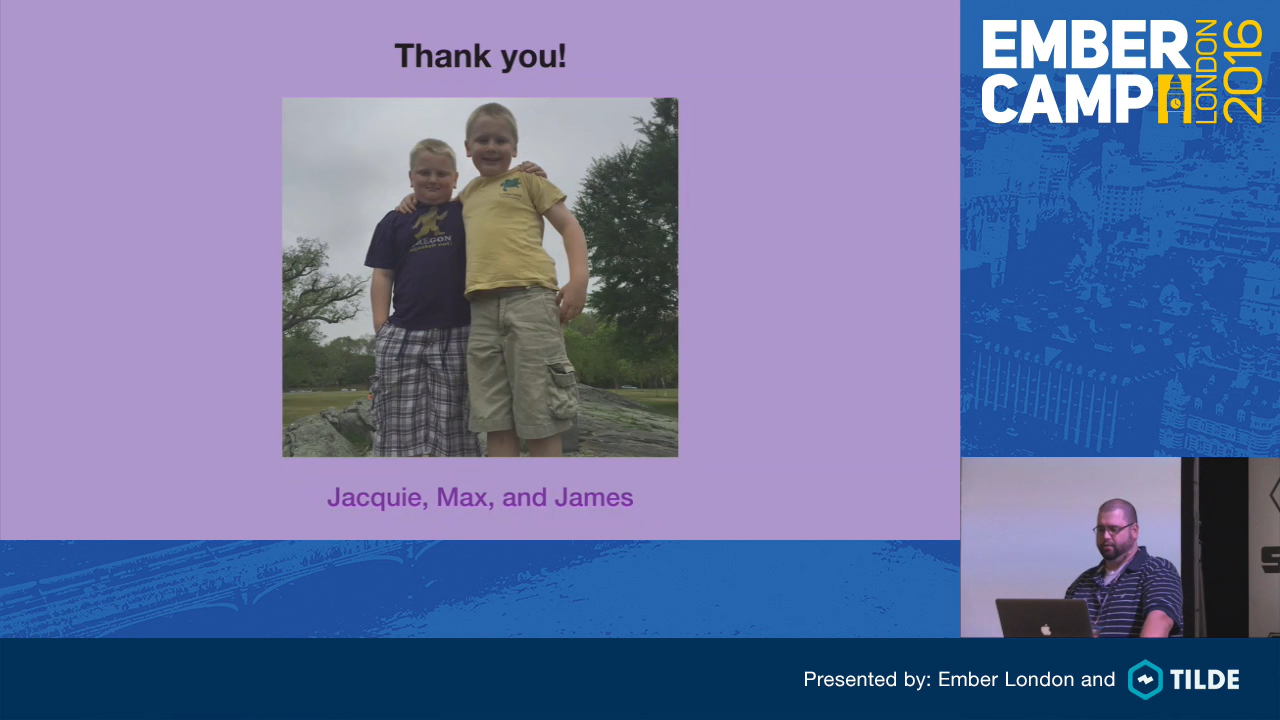 Thank you!
EMBER
CAMP
LONDON
2016
Jacquie, Max, and James
Presented by: Ember London and
TILDE